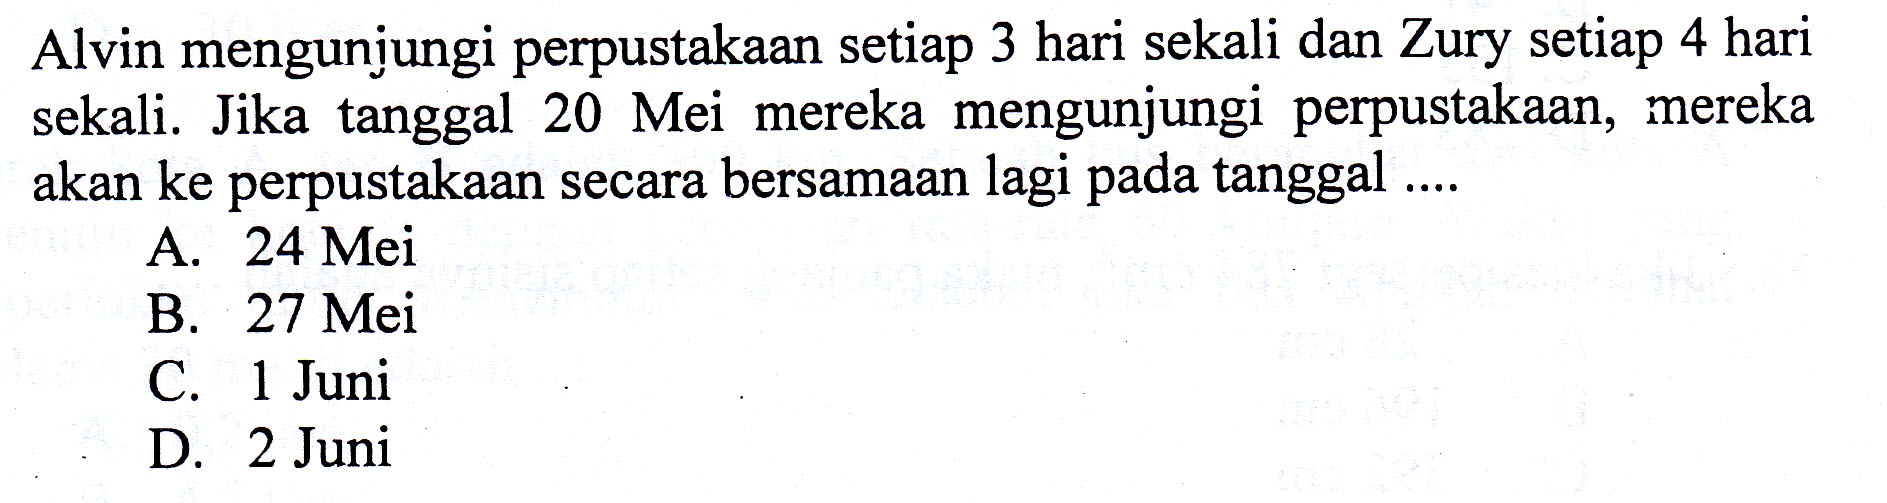 Alvin mengunjungi perpustakaan setiap 3 hari sekali dan Zury setiap 4 hari
sekali. Jika tanggal 20 Mei mereka mengunjungi perpustakaan, mereka
akan ke perpustakaan secara bersamaan lagi pada tanggal ....
A. 24 Mei
B. 27 Mei
C. 1 Juni
D. 2 Juni